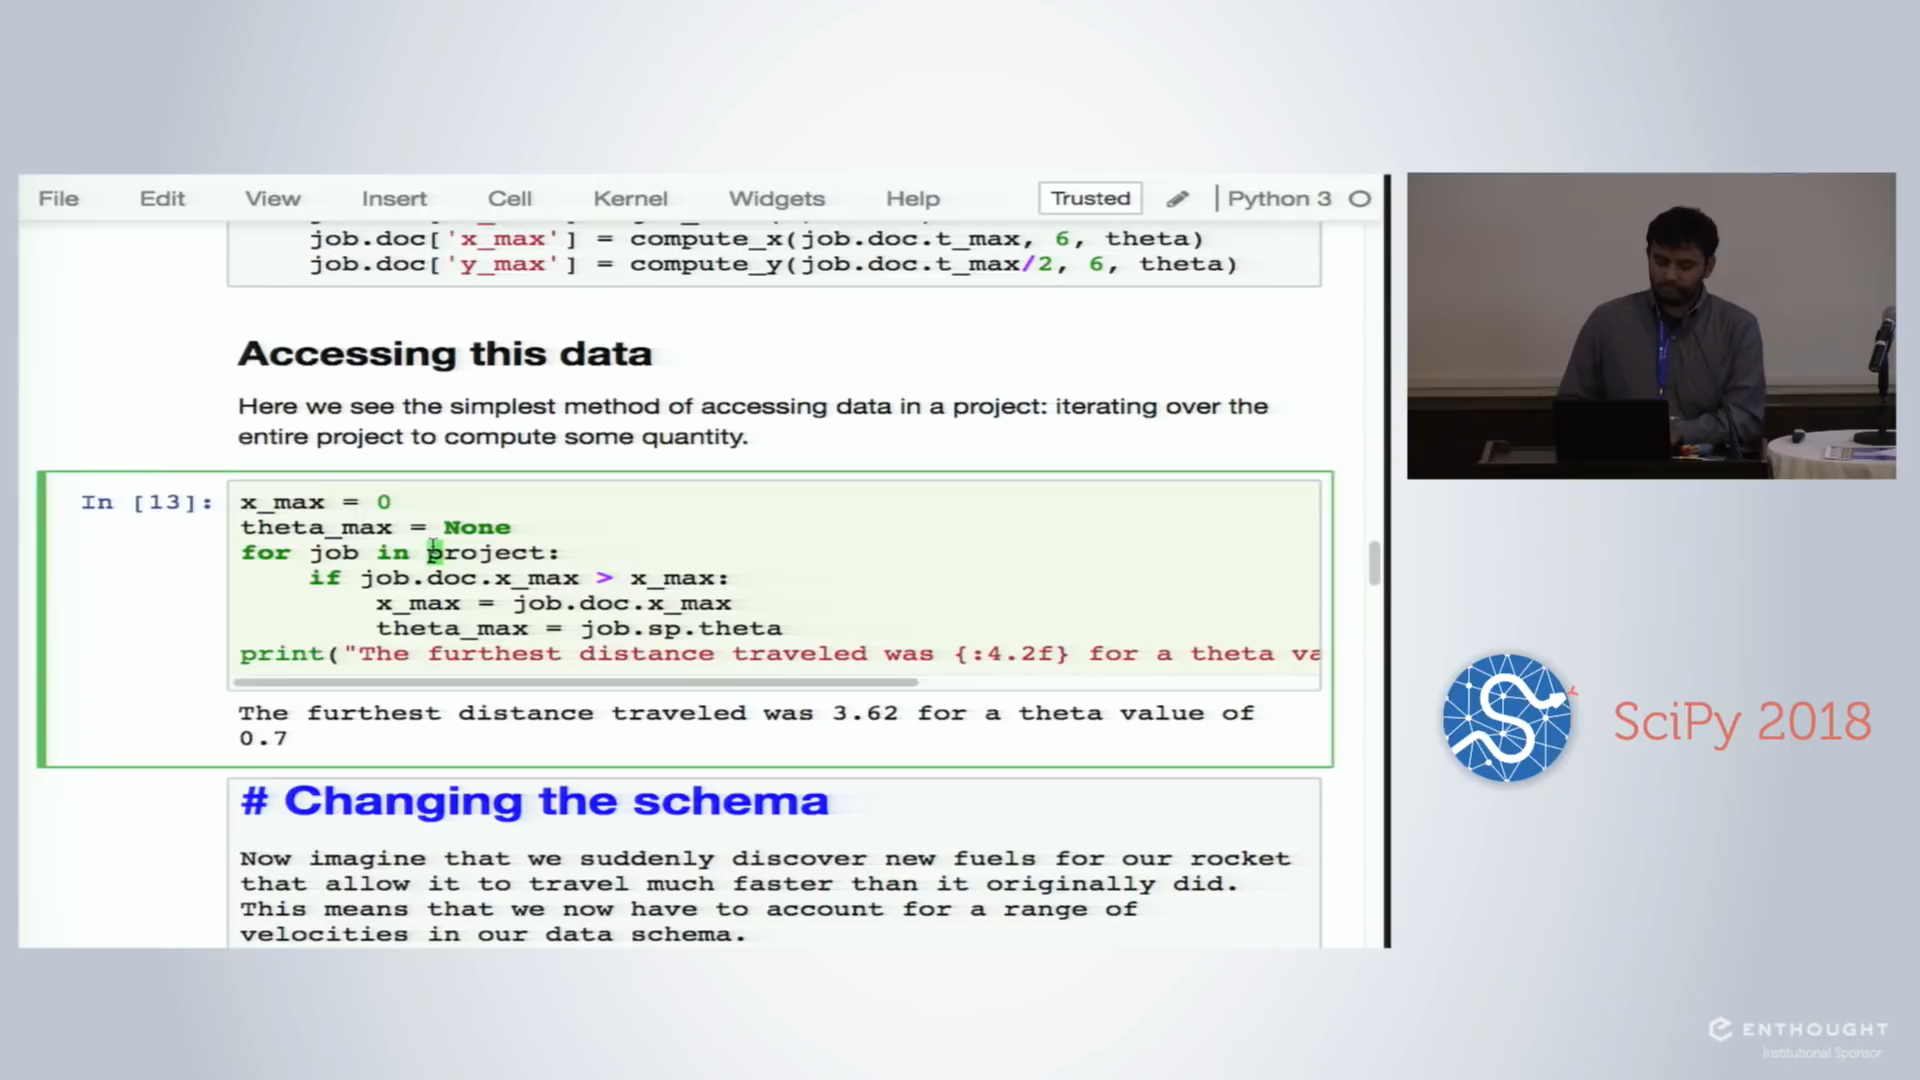 File Edit View Insert Cell Kernel Widgets Help Trusted Python 3
job.doc['x_max'] = compute_x(job.doc.t_max, 6, theta)
job.doc['y_max'] = compute_y(job.doc.t_max/2, 6, theta)
Accessing this data
Here we see the simplest method of accessing data in a project: iterating over the
entire project to compute some quantity.
In [13]:
x_max = 0
theta_max = None
for job in project:
if job.doc.x_max > x_max:
x_max = job.doc.x_max
theta_max = job.sp.theta
print("The furthest distance traveled was {:4.2f} for a theta va
The furthest distance traveled was 3.62 for a theta value of
0.7
# Changing the schema
Now imagine that we suddenly discover new fuels for our rocket
that allow it to travel much faster than it originally did.
This means that we now have to account for a range of
velocities in our data schema.
SciPy 2018
ENTHOUGHT
Institutional Sponsor